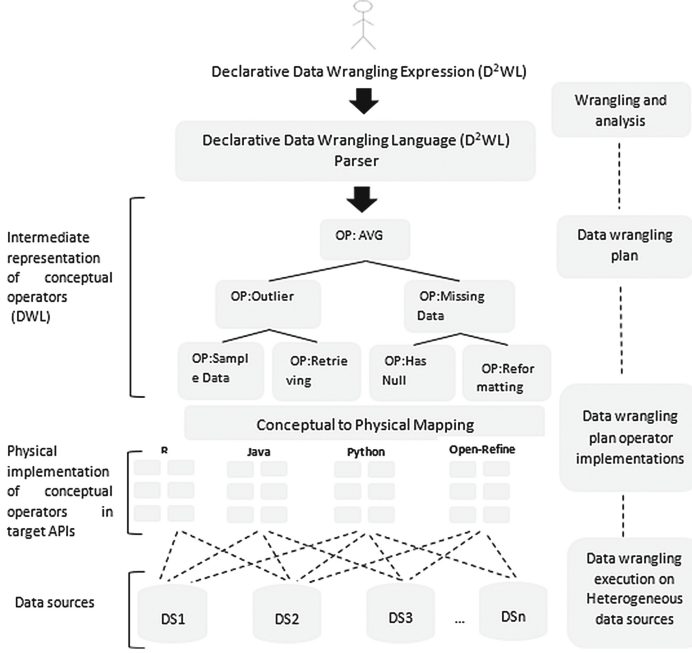 Declarative Data Wrangling Expression (D²WL)
Declarative Data Wrangling Language (D²WL)
Parser
Wrangling and
analysis
Intermediate
representation
of conceptual
operators
(DWL)
OP: AVG
OP:Outlier
OP:Missing
Data
OP:Sampl
e Data
OP:Retrie
ving
OP:Has
Null
OP:Refor
matting
Data wrangling
plan
Conceptual to Physical Mapping
Physical
implementation
of conceptual
operators in
target APIs
R
Java
Python
Open-Refine
Data wrangling
plan operator
implementations
Data sources
DS1
DS2
DS3
...
DSn
Data wrangling
execution on
Heterogeneous
data sources